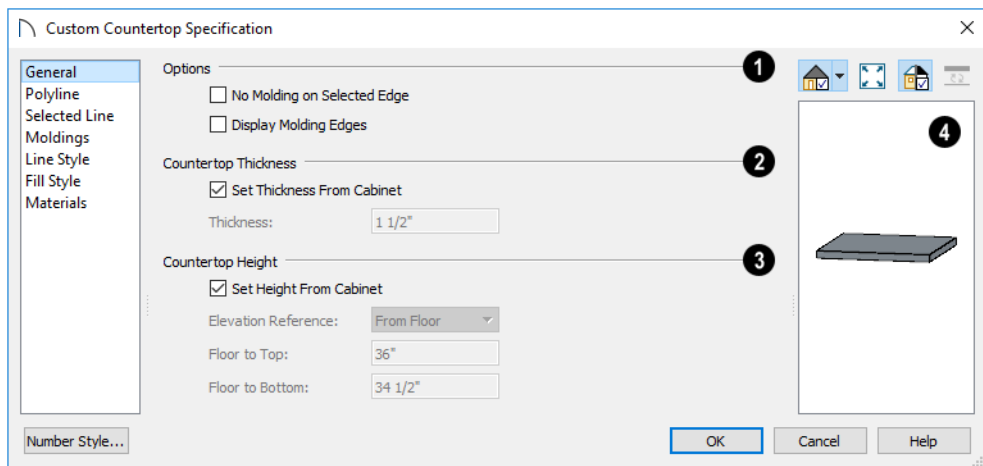 Custom Countertop Specification
General
Polyline
Selected Line
Moldings
Line Style
Fill Style
Materials
Options
1
No Molding on Selected Edge
Display Molding Edges
Countertop Thickness
2
Set Thickness From Cabinet
Thickness: 1 1/2"
Countertop Height
3
Set Height From Cabinet
Elevation Reference: From Floor
Floor to Top: 36"
Floor to Bottom: 34 1/2"
4
Number Style...
OK
Cancel
Help